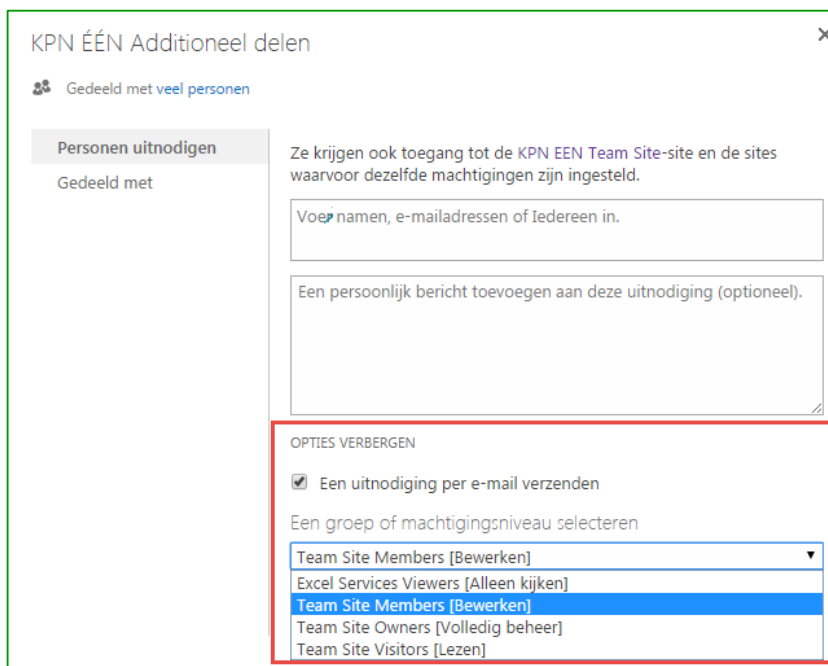 KPN ÉÉN Additioneel delen
Gedeeld met veel personen
Personen uitnodigen
Gedeeld met
Ze krijgen ook toegang tot de KPN EEN Team Site-site en de sites
waarvoor dezelfde machtigingen zijn ingesteld.
Voer namen, e-mailadressen of Iedereen in.
Een persoonlijk bericht toevoegen aan deze uitnodiging (optioneel).
OPTIES VERBERGEN
Een uitnodiging per e-mail verzenden
Een groep of machtigingsniveau selecteren
Team Site Members [Bewerken]
Excel Services Viewers [Alleen kijken]
Team Site Members [Bewerken]
Team Site Owners [Volledig beheer]
Team Site Visitors [Lezen]